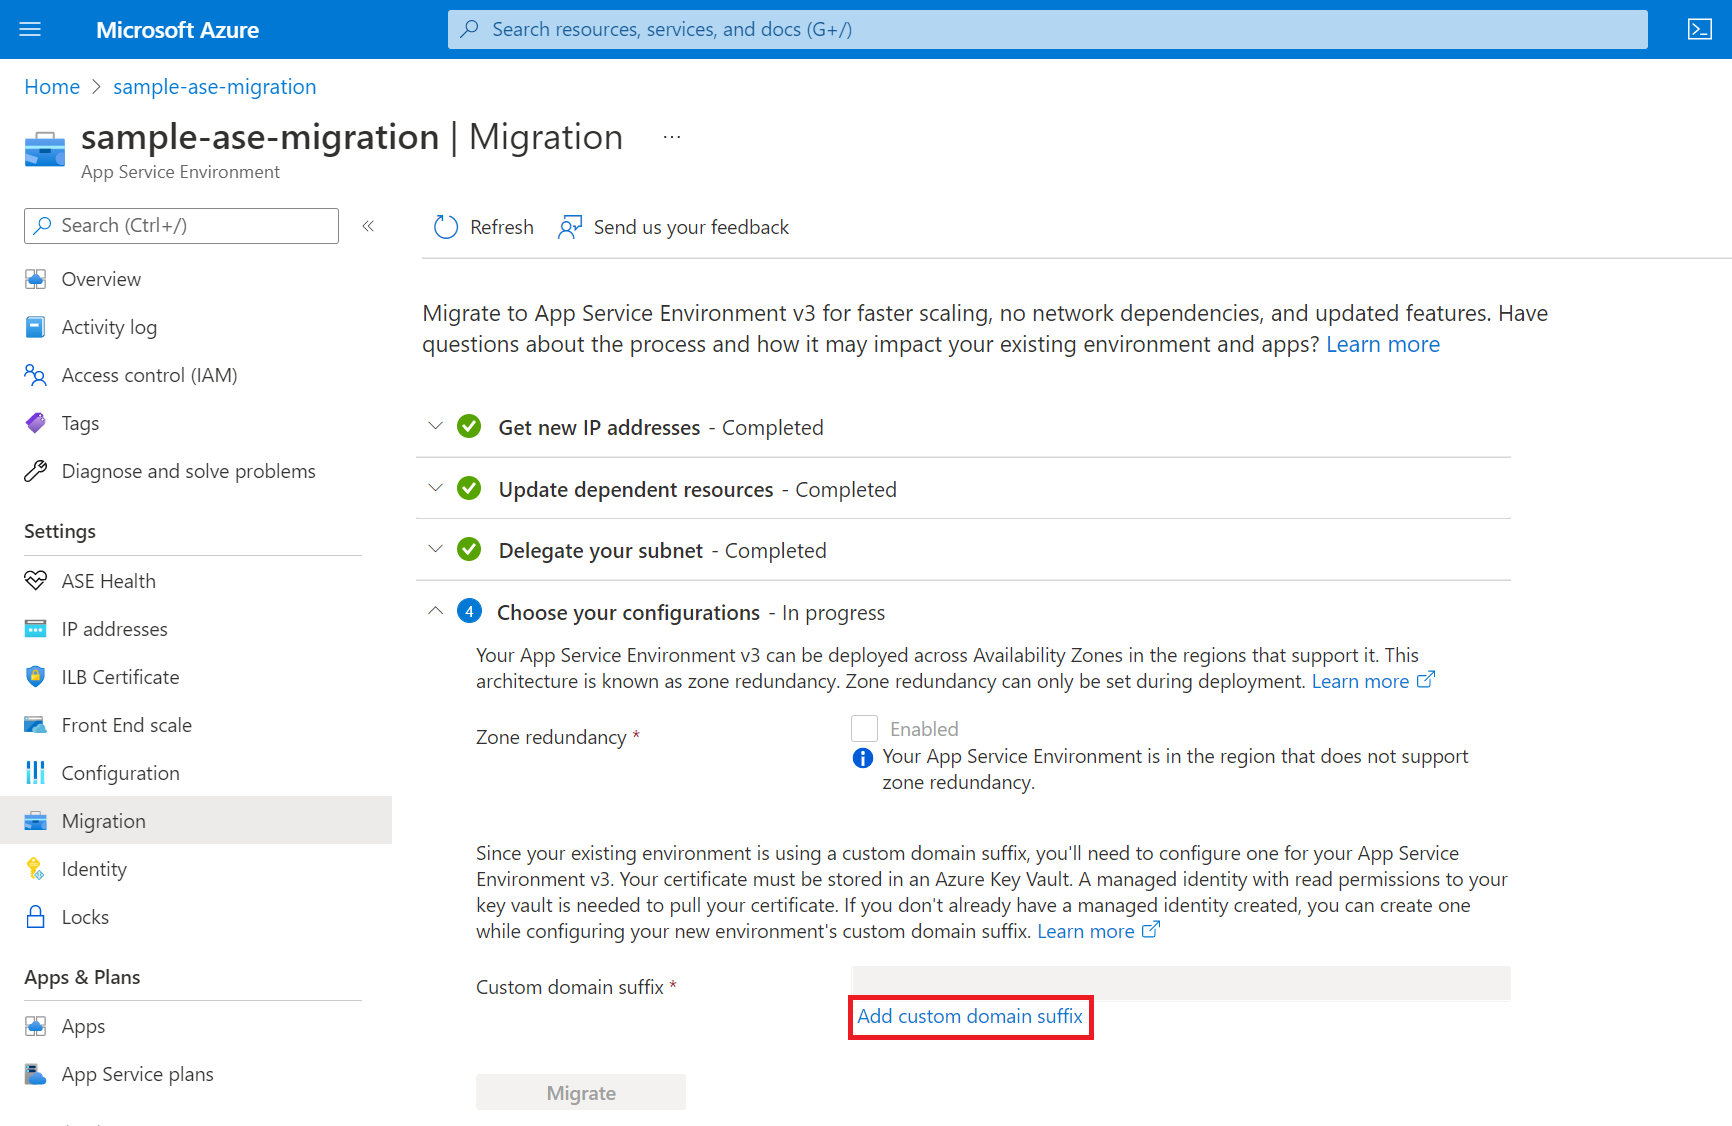 Microsoft Azure
Search resources, services, and docs (G+/)
Home > sample-ase-migration
sample-ase-migration | Migration ...
App Service Environment
Search (Ctrl+/)
«
Overview
Activity log
Access control (IAM)
Tags
Diagnose and solve problems
Settings
ASE Health
IP addresses
ILB Certificate
Front End scale
Configuration
Migration
Identity
Locks
Apps & Plans
Apps
App Service plans
Refresh
Send us your feedback
Migrate to App Service Environment v3 for faster scaling, no network dependencies, and updated features. Have
questions about the process and how it may impact your existing environment and apps? Learn more
Get new IP addresses - Completed
Update dependent resources - Completed
Delegate your subnet - Completed
4 Choose your configurations - In progress
Your App Service Environment v3 can be deployed across Availability Zones in the regions that support it. This
architecture is known as zone redundancy. Zone redundancy can only be set during deployment. Learn more
Zone redundancy *
Enabled
Your App Service Environment is in the region that does not support
zone redundancy.
Since your existing environment is using a custom domain suffix, you'll need to configure one for your App Service
Environment v3. Your certificate must be stored in an Azure Key Vault. A managed identity with read permissions to your
key vault is needed to pull your certificate. If you don't already have a managed identity created, you can create one
while configuring your new environment's custom domain suffix. Learn more
Custom domain suffix *
Add custom domain suffix
Migrate